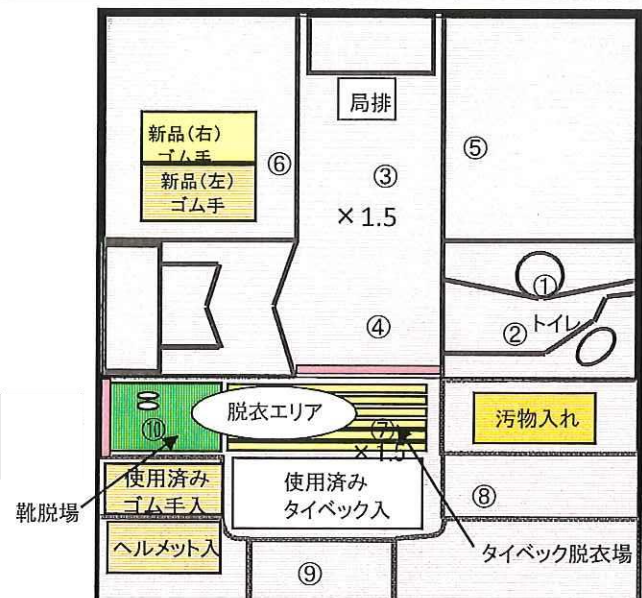 局排
新品(右)
ゴム手
新品(左)
ゴム手
⑥
③
⑤
×1.5
①
④
②
トイレ
脱衣エリア
⑩
⑦
×1.5
汚物入れ
使用済み
ゴム手入
使用済み
タイベック入
⑧
靴脱場
ヘルメット入
タイベック脱衣場
⑨